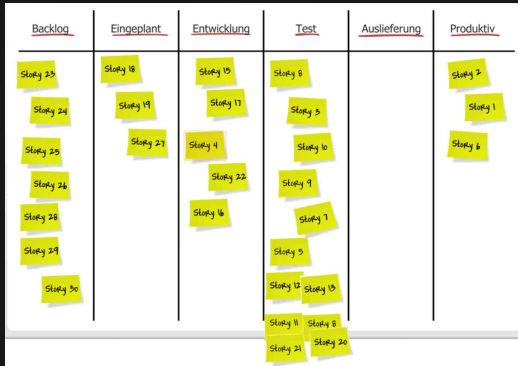 Backlog
Eingeplant
Entwicklung
Test
Auslieferung
Produktiv
Story 23
Story 24
Story 25
Story 26
Story 28
Story 29
Story 30
Story 18
Story 19
Story 27
Story 15
Story 17
Story 4
Story 22
Story 16
Story 8
Story 3
Story 10
Story 9
Story 7
Story 5
Story 12
Story 13
Story 11
Story 8
Story 21
Story 20
Story 2
Story 1
Story 6